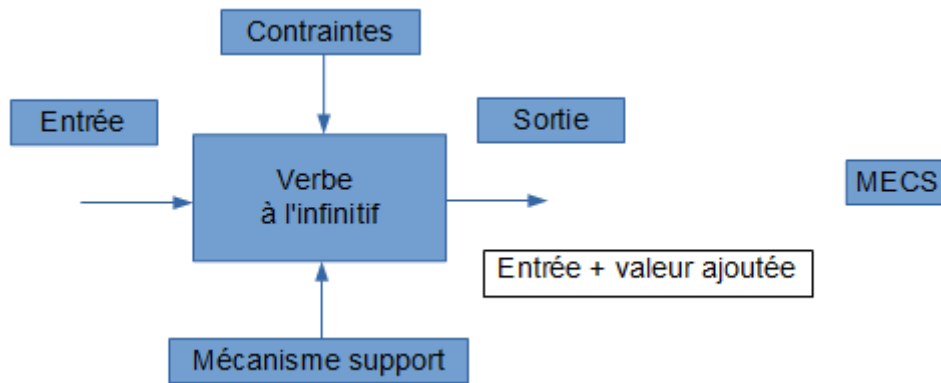 Contraintes
Entrée
Sortie
Verbe
à l'infinitif
MECS
Entrée + valeur ajoutée
Mécanisme support